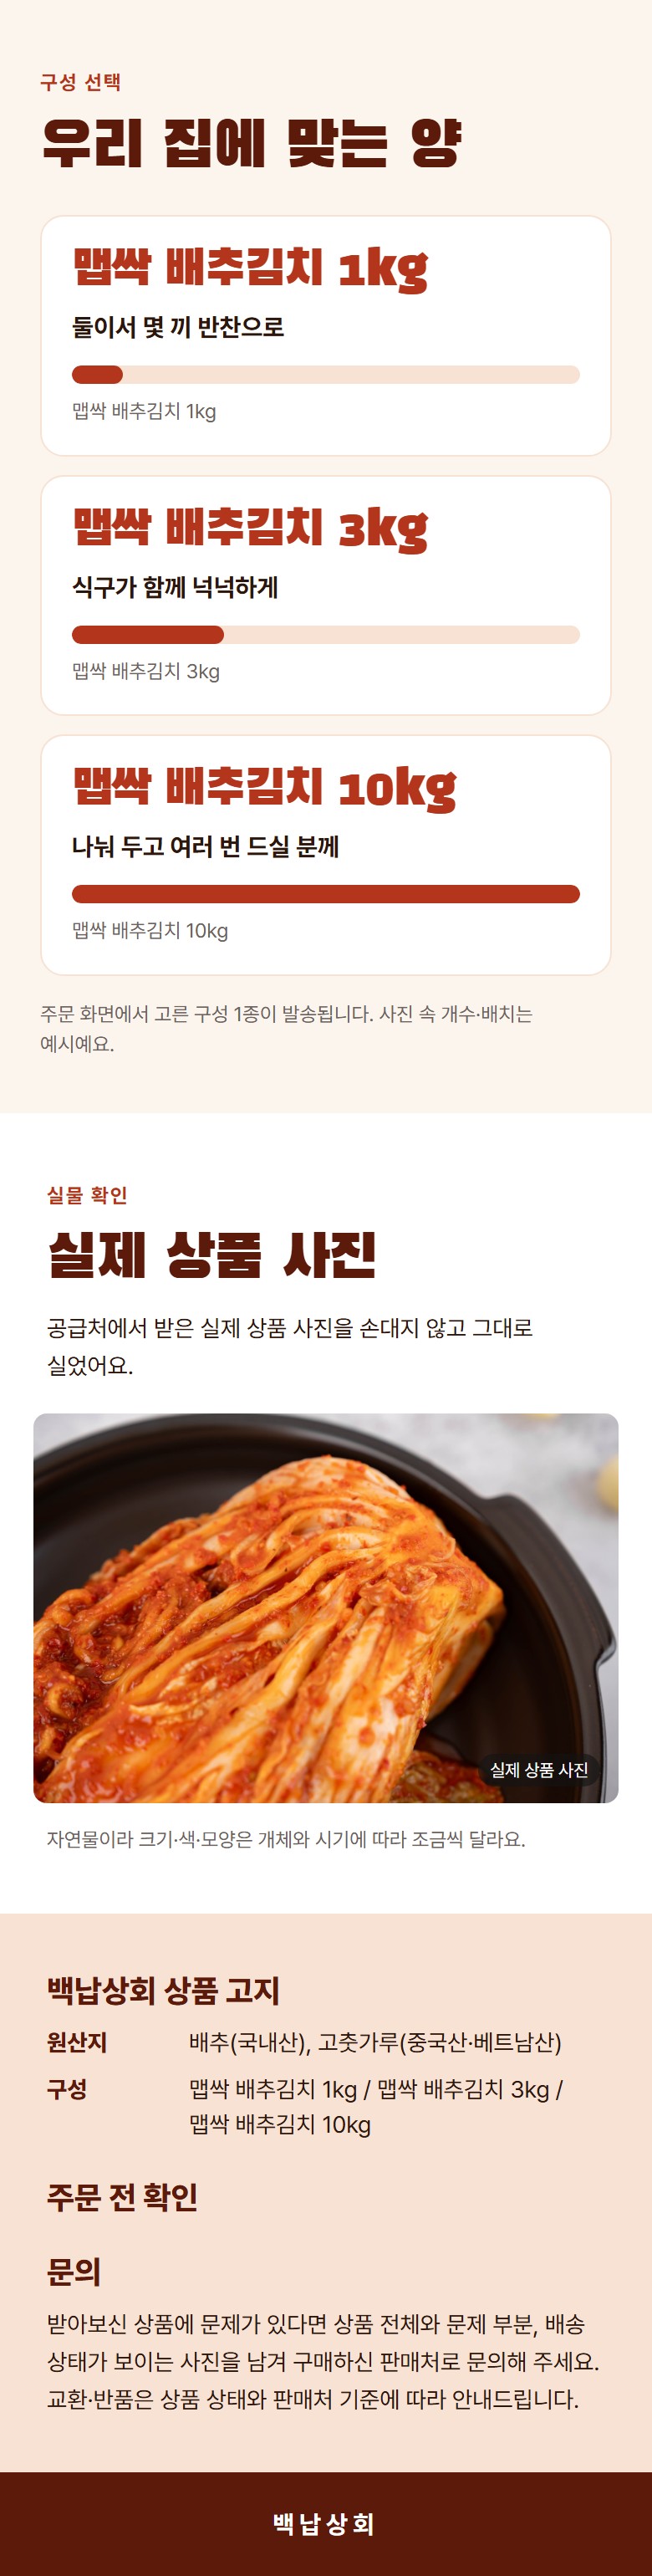 구성 선택
우리 집에 맞는 양
맵싹 배추김치 1kg
둘이서 몇 끼 반찬으로
맵싹 배추김치 1kg
맵싹 배추김치 3kg
식구가 함께 넉넉하게
맵싹 배추김치 3kg
맵싹 배추김치 10kg
나눠 두고 여러 번 드실 분께
맵싹 배추김치 10kg
주문 화면에서 고른 구성 1종이 발송됩니다. 사진 속 개수·배치는
예시예요.
실물 확인
실제 상품 사진
공급처에서 받은 실제 상품 사진을 손대지 않고 그대로
실었어요.
실제 상품 사진
자연물이라 크기·색·모양은 개체와 시기에 따라 조금씩 달라요.
백납상회 상품 고지
원산지 배추(국내산), 고춧가루(중국산·베트남산)
구성 맵싹 배추김치 1kg / 맵싹 배추김치 3kg /
맵싹 배추김치 10kg
주문 전 확인
문의
받아보신 상품에 문제가 있다면 상품 전체와 문제 부분, 배송
상태가 보이는 사진을 남겨 구매하신 판매처로 문의해 주세요.
교환·반품은 상품 상태와 판매처 기준에 따라 안내드립니다.
백납상회